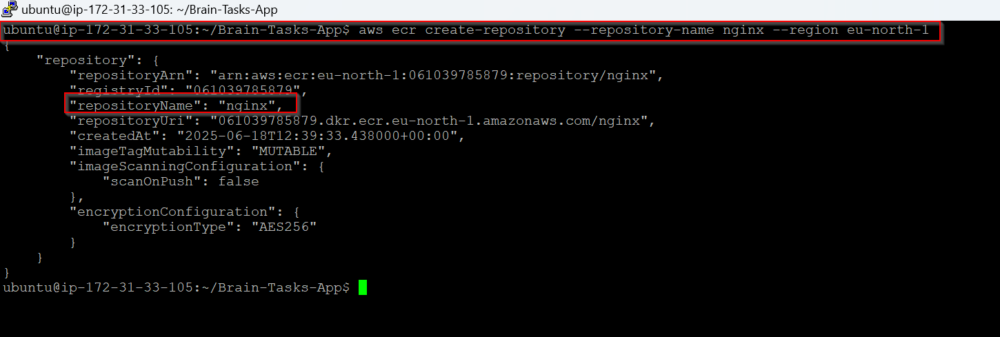 ubuntu@ip-172-31-33-105: ~/Brain-Tasks-App
ubuntu@ip-172-31-33-105:~/Brain-Tasks-App$ aws ecr create-repository --repository-name nginx --region eu-north-1
{
    "repository": {
        "repositoryArn": "arn:aws:ecr:eu-north-1:061039785879:repository/nginx",
        "registryId": "061039785879",
        "repositoryName": "nginx",
        "repositoryUri": "061039785879.dkr.ecr.eu-north-1.amazonaws.com/nginx",
        "createdAt": "2025-06-18T12:39:33.438000+00:00",
        "imageTagMutability": "MUTABLE",
        "imageScanningConfiguration": {
            "scanOnPush": false
        },
        "encryptionConfiguration": {
            "encryptionType": "AES256"
        }
    }
}
ubuntu@ip-172-31-33-105:~/Brain-Tasks-App$